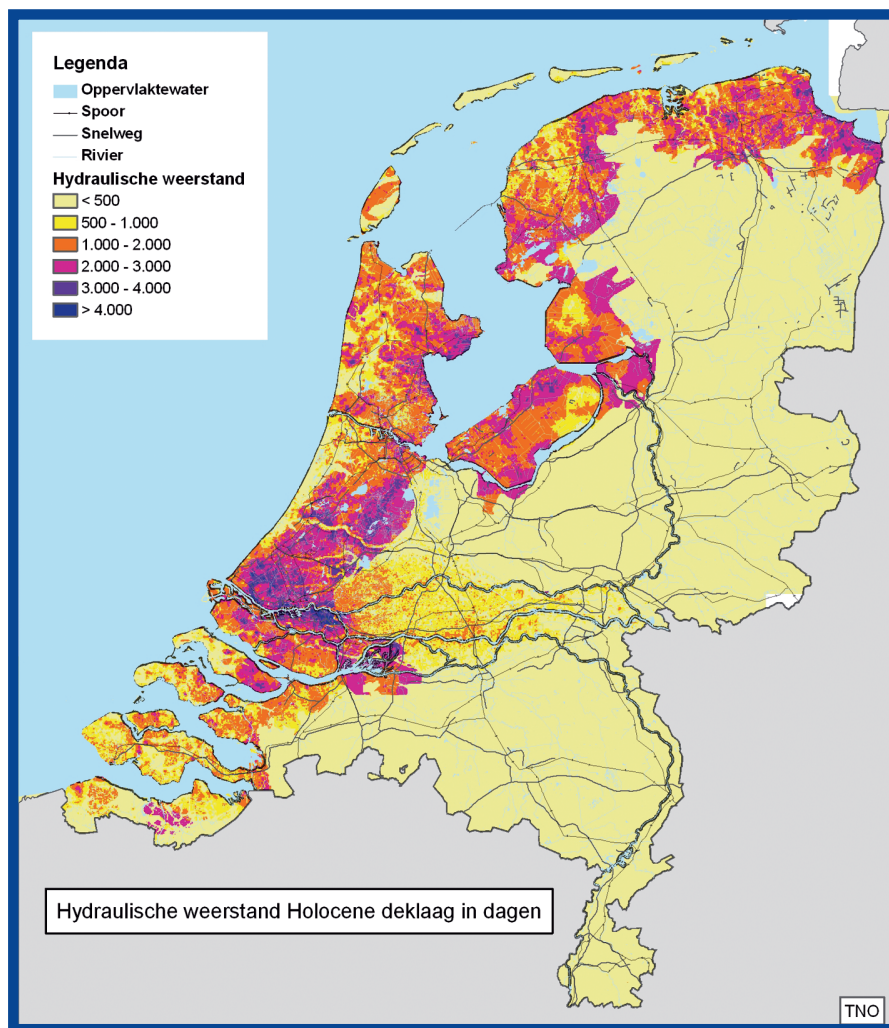 Legenda
Oppervlaktewater
Spoor
Snelweg
Rivier
Hydraulische weerstand
< 500
500 - 1.000
1.000 - 2.000
2.000 - 3.000
3.000 - 4.000
> 4.000
Hydraulische weerstand Holocene deklaag in dagen
TNO